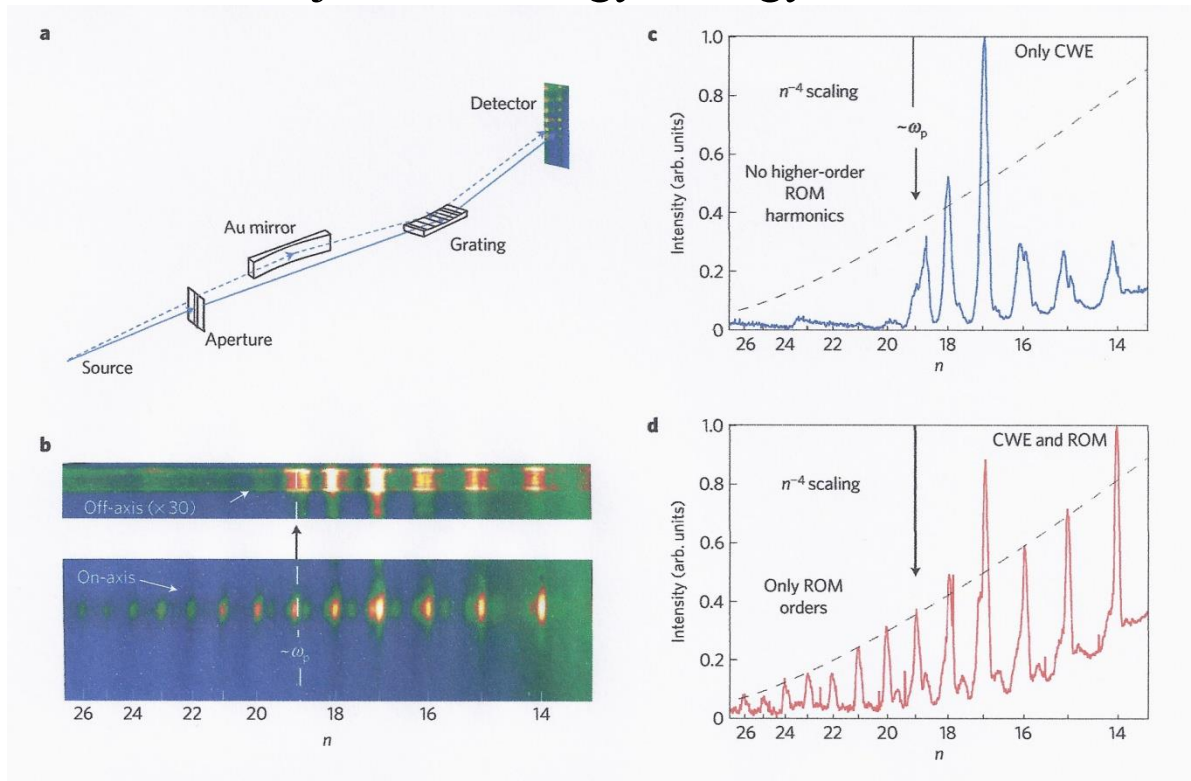 a
Detector
Au mirror
Grating
Aperture
Source
b
Off-axis (× 30)
On-axis
~ωp
26 24 22 20 18 16 14
n
c
Only CWE
n⁻⁴ scaling
~ωp
No higher-order
ROM
harmonics
Intensity (arb. units)
1.0
0.8
0.6
0.4
0.2
0
26 24 22 20 18 16 14
n
d
CWE and ROM
n⁻⁴ scaling
Only ROM
orders
Intensity (arb. units)
1.0
0.8
0.6
0.4
0.2
0
26 24 22 20 18 16 14
n